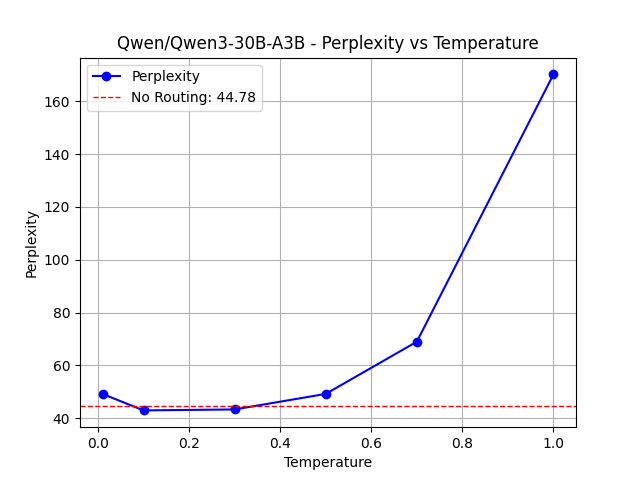 Qwen/Qwen3-30B-A3B - Perplexity vs Temperature
Perplexity
No Routing: 44.78
Perplexity
160
140
120
100
80
60
40
0.0 0.2 0.4 0.6 0.8 1.0
Temperature